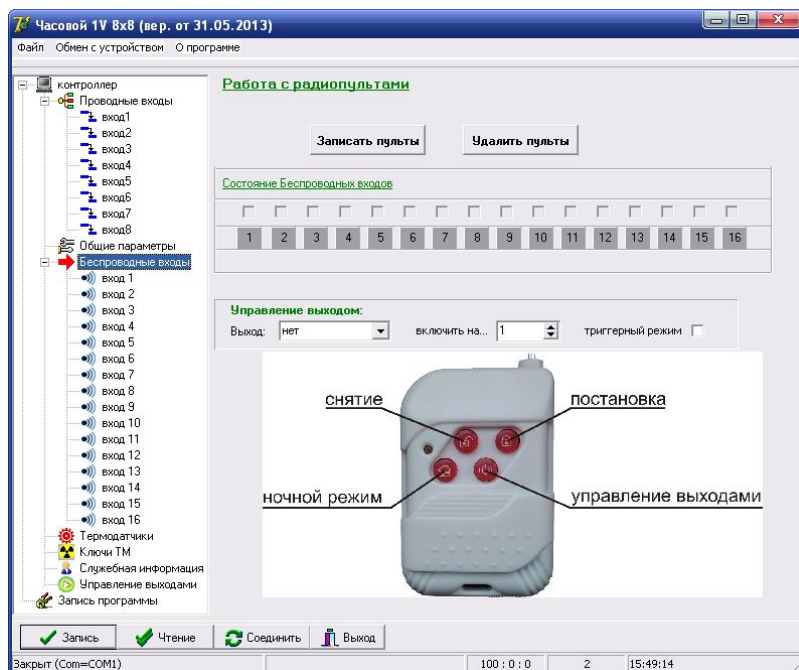 Часовой 1V 8x8 (вер. от 31.05.2013)
Файл Обмен с устройством О программе
контроллер
Проводные входы
вход1
вход2
вход3
вход4
вход5
вход6
вход7
вход8
Общие параметры
Беспроводные входы
вход 1
вход 2
вход 3
вход 4
вход 5
вход 6
вход 7
вход 8
вход 9
вход 10
вход 11
вход 12
вход 13
вход 14
вход 15
вход 16
Термодатчики
Ключи ТМ
Служебная информация
Управление выходами
Запись программы
Работа с радиопультами
Записать пульты Удалить пульты
Состояние Беспроводных входов
1 2 3 4 5 6 7 8 9 10 11 12 13 14 15 16
Управление выходом:
Выход: нет включить на... 1 триггерный режим
снятие постановка
ночной режим управление выходами
Запись Чтение Соединить Выход
Закрыт (Com=COM1) 100 : 0 : 0 2 15:49:14